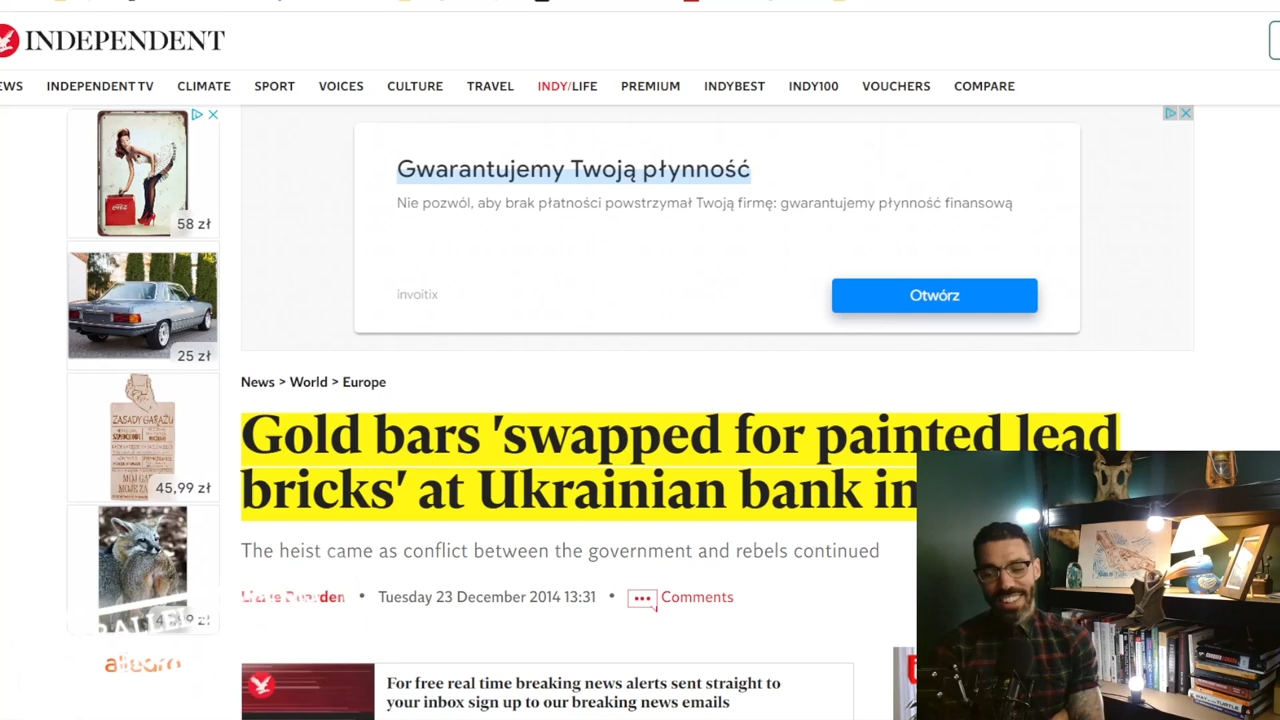 INDEPENDENT
EWS INDEPENDENT TV CLIMATE SPORT VOICES CULTURE TRAVEL INDY/LIFE PREMIUM INDYBEST INDY100 VOUCHERS COMPARE
58 zł
25 zł
ZASADY GARAŻU
45,99 zł
allegro
Gwarantujemy Twoją płynność
Nie pozwól, aby brak płatności powstrzymał Twoją firmę: gwarantujemy płynność finansową
invoitix
Otwórz
News > World > Europe
Gold bars 'swapped for painted lead
bricks' at Ukrainian bank in
The heist came as conflict between the government and rebels continued
Tuesday 23 December 2014 13:31 • Comments
For free real time breaking news alerts sent straight to
your inbox sign up to our breaking news emails